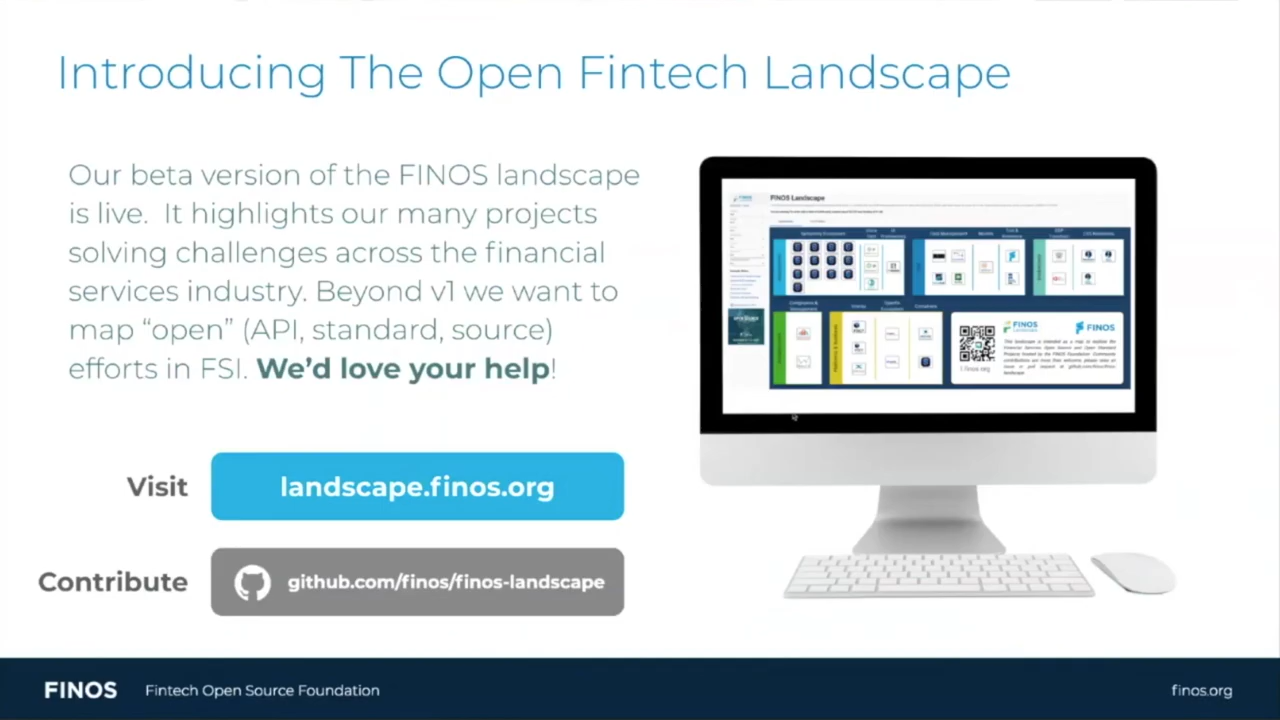 Introducing The Open Fintech Landscape
Our beta version of the FINOS landscape
is live. It highlights our many projects
solving challenges across the financial
services industry. Beyond v1 we want to
map “open” (API, standard, source)
efforts in FSI. We’d love your help!
FINOS Landscape
FINOS
FINOS
Visit
landscape.finos.org
Contribute
github.com/finos/finos-landscape
FINOS
Fintech Open Source Foundation
finos.org